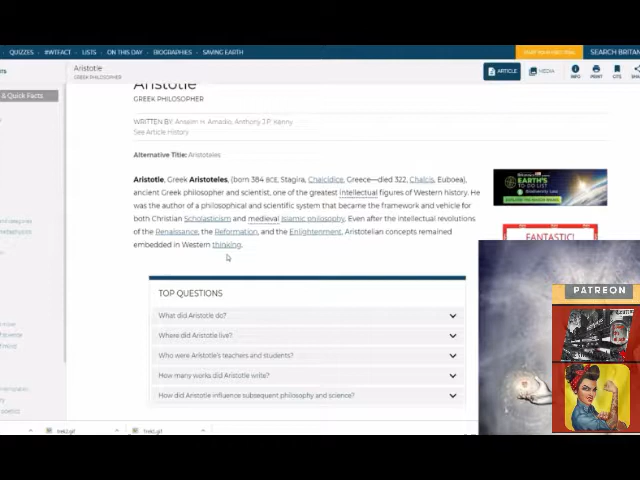 QUIZZES #WTFACT LISTS ON THIS DAY BIOGRAPHIES SAVING EARTH SEARCH BRITAN
Aristotle
GREEK PHILOSOPHER
ARTICLE MEDIA INFO PRINT CITE
& Quick Facts
Aristotle
GREEK PHILOSOPHER
WRITTEN BY: Anselm H. Amadio, Anthony J.P. Kenny
See Article History
Alternative Title: Aristoteles
Aristotle, Greek Aristoteles, (born 384 BCE, Stagira, Chalcidice, Greece—died 322, Chalcis, Euboea),
ancient Greek philosopher and scientist, one of the greatest intellectual figures of Western history. He
was the author of a philosophical and scientific system that became the framework and vehicle for
both Christian Scholasticism and medieval Islamic philosophy. Even after the intellectual revolutions
of the Renaissance, the Reformation, and the Enlightenment, Aristotelian concepts remained
embedded in Western thinking.
EARTH'S
TO-DO LIST
FANTASTIC!
PATREON
TOP QUESTIONS
What did Aristotle do?
Where did Aristotle live?
Who were Aristotle's teachers and students?
How many works did Aristotle write?
How did Aristotle influence subsequent philosophy and science?